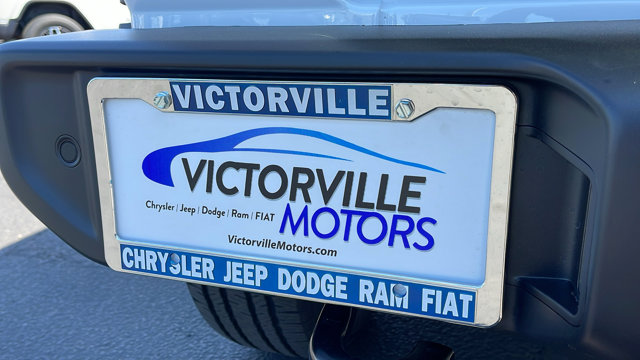 VICTORVILLE
VICTORVILLE
Chrysler | Jeep | Dodge | Ram | FIAT MOTORS
VictorvilleMotors.com
CHRYSLER JEEP DODGE RAM FIAT